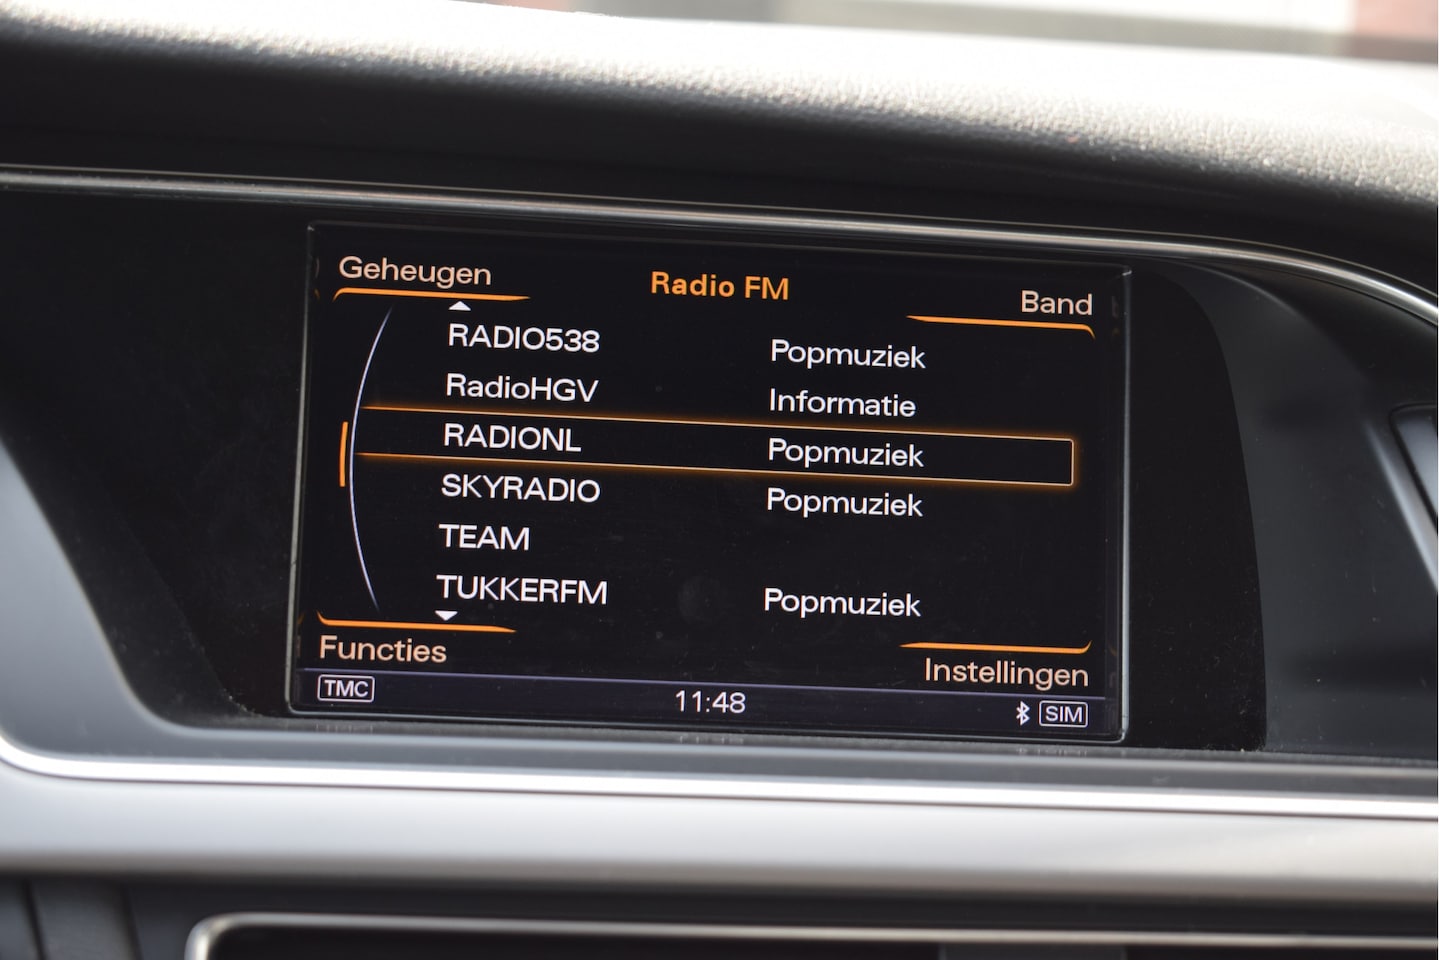 Geheugen Radio FM Band
RADIO538 Popmuziek
RadioHGV Informatie
RADIONL Popmuziek
SKYRADIO Popmuziek
TEAM
TUKKERFM Popmuziek
Functies Instellingen
TMC 11:48 SIM